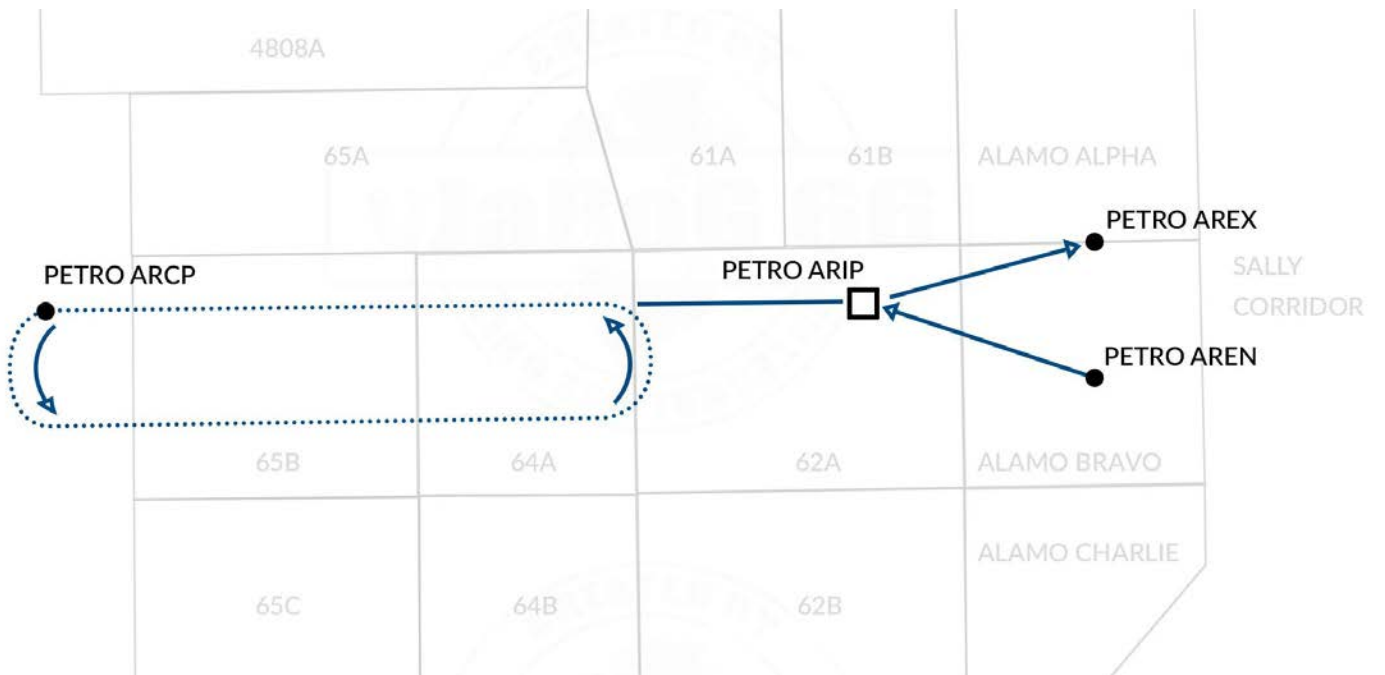 4808A
65A
61A
61B
ALAMO ALPHA
PETRO AREX
PETRO ARCP
PETRO ARIP
SALLY
CORRIDOR
PETRO AREN
65B
64A
62A
ALAMO BRAVO
ALAMO CHARLIE
65C
64B
62B